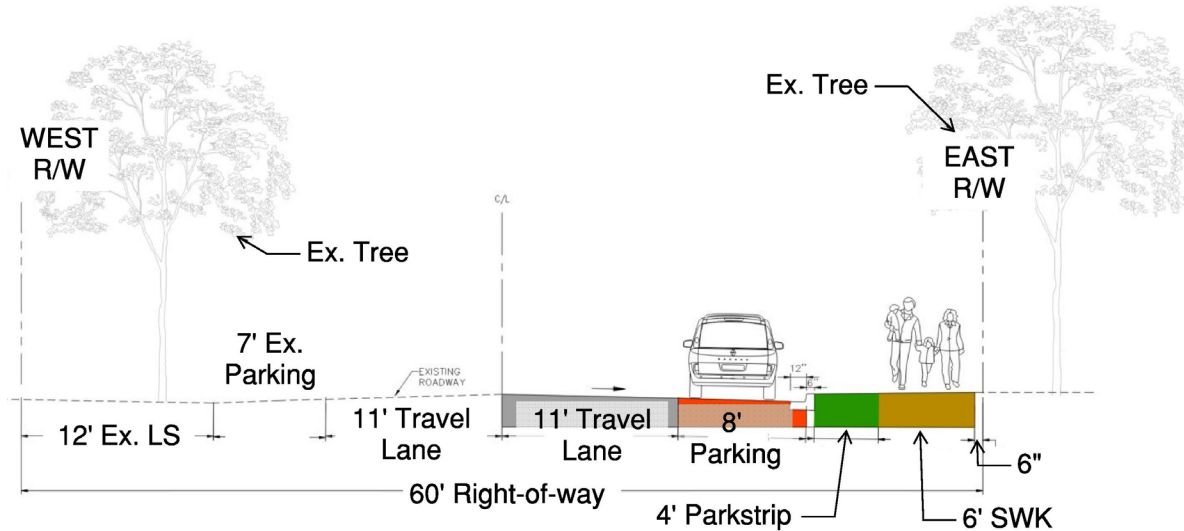 Ex. Tree
WEST
R/W
EAST
R/W
C/L
Ex. Tree
7' Ex.
Parking
EXISTING
ROADWAY
12"
6"
12' Ex. LS
11' Travel
Lane
11' Travel
Lane
8'
Parking
6"
60' Right-of-way
4' Parkstrip
6' SWK